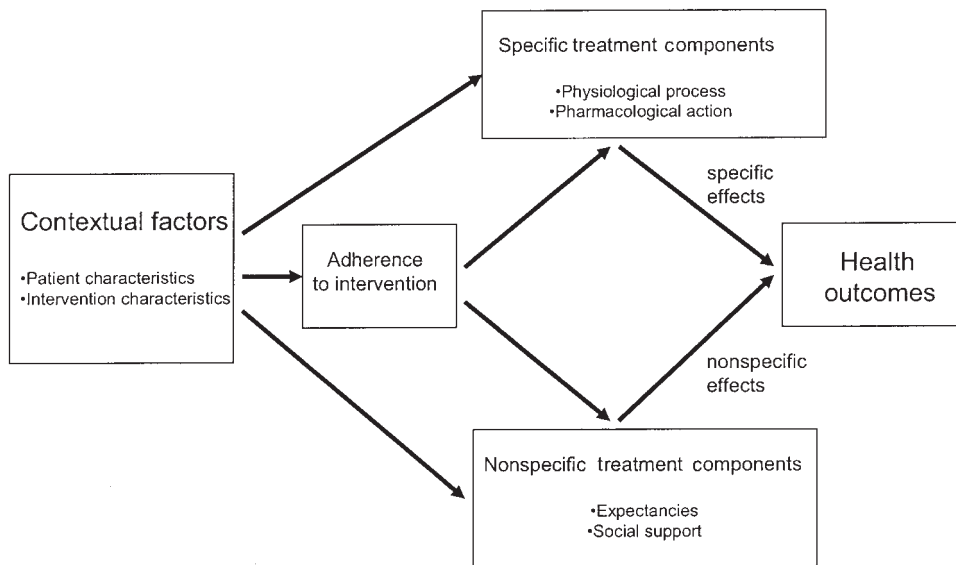 Specific treatment components
•Physiological process
•Pharmacological action
specific
effects
Contextual factors
•Patient characteristics
•Intervention characteristics
Adherence
to intervention
Health
outcomes
nonspecific
effects
Nonspecific treatment components
•Expectancies
•Social support